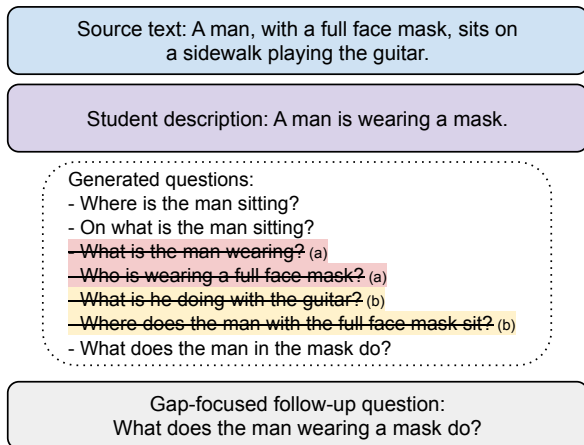 Source text: A man, with a full face mask, sits on
a sidewalk playing the guitar.
Student description: A man is wearing a mask.
Generated questions:
- Where is the man sitting?
- On what is the man sitting?
- What is the man wearing? (a)
- Who is wearing a full face mask? (a)
- What is he doing with the guitar? (b)
- Where does the man with the full face mask sit? (b)
- What does the man in the mask do?
Gap-focused follow-up question:
What does the man wearing a mask do?